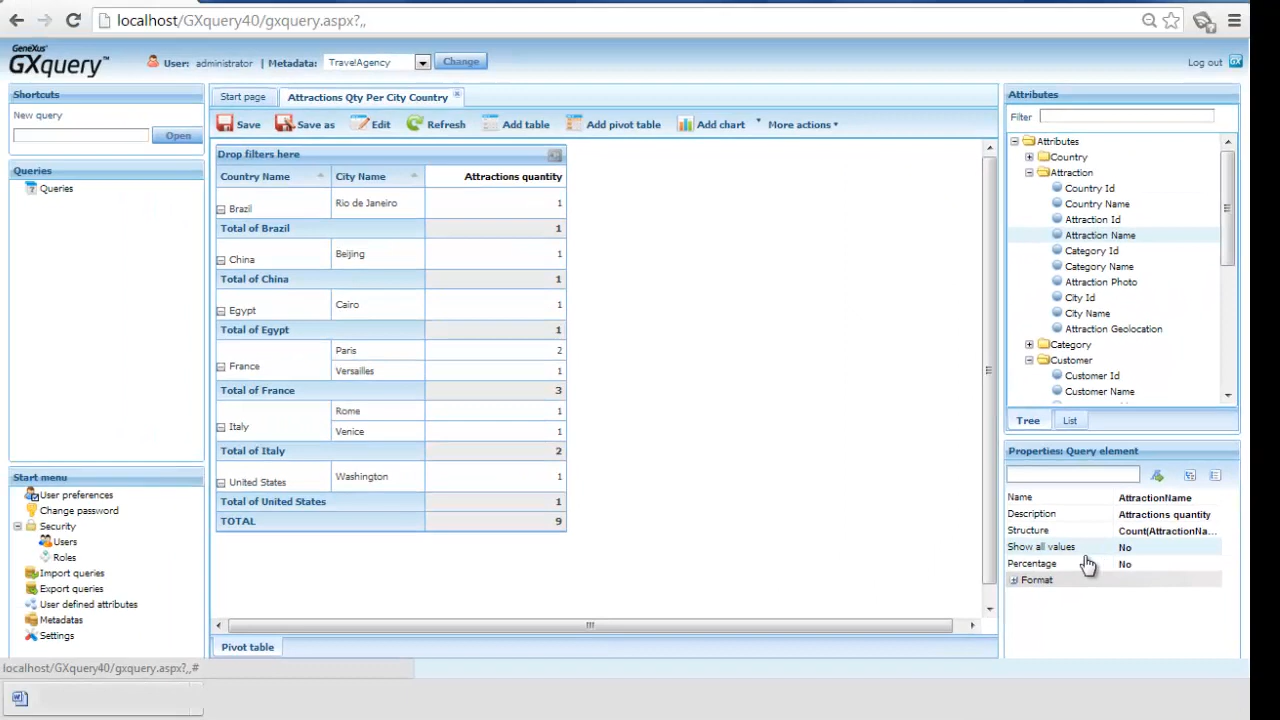 localhost/GXquery40/gxquery.aspx?,,
GeneXus
GXquery™
User: administrator | Metadata: TravelAgency Change
Log out
Shortcuts
New query
Open
Queries
Queries
Start menu
User preferences
Change password
Security
Users
Roles
Import queries
Export queries
User defined attributes
Metadatas
Settings
localhost/GXquery40/gxquery.aspx?,,#
Start page
Attractions Qty Per City Country
Save Save as Edit Refresh Add table Add pivot table Add chart More actions
Drop filters here
Country Name City Name Attractions quantity
Brazil Rio de Janeiro 1
Total of Brazil 1
China Beijing 1
Total of China 1
Egypt Cairo 1
Total of Egypt 1
France Paris 2
Versailles 1
Total of France 3
Italy Rome 1
Venice 1
Total of Italy 2
United States Washington 1
Total of United States 1
TOTAL 9
Pivot table
Attributes
Filter
Attributes
Country
Attraction
Country Id
Country Name
Attraction Id
Attraction Name
Category Id
Category Name
Attraction Photo
City Id
City Name
Attraction Geolocation
Category
Customer
Customer Id
Customer Name
Tree List
Properties: Query element
Name AttractionName
Description Attractions quantity
Structure Count(AttractionNa...
Show all values No
Percentage No
Format